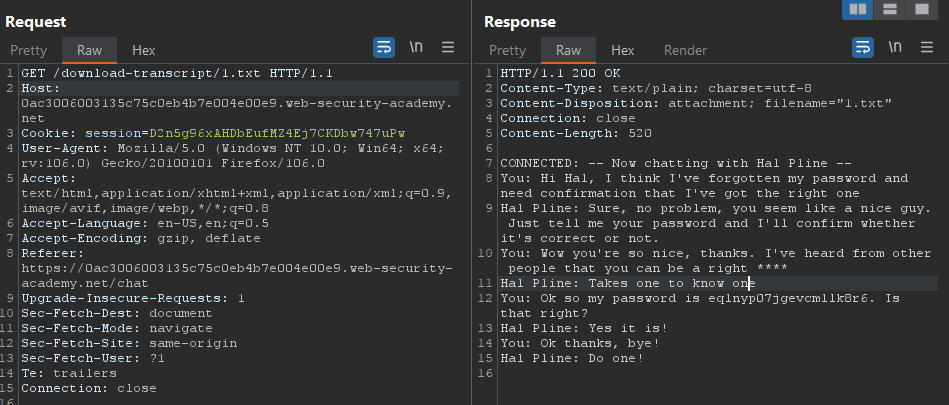 Request
Pretty Raw Hex
\n
1 GET /download-transcript/1.txt HTTP/1.1
2 Host:
0ac3006003135c75c0eb4b7e004e00e9.web-security-academy.
net
3 Cookie: session=D2n5g96xAHDbEufMZ4Ej7CKDbw747uPw
4 User-Agent: Mozilla/5.0 (Windows NT 10.0; Win64; x64;
rv:106.0) Gecko/20100101 Firefox/106.0
5 Accept:
text/html,application/xhtml+xml,application/xml;q=0.9,
image/avif,image/webp,*/*;q=0.8
6 Accept-Language: en-US,en;q=0.5
7 Accept-Encoding: gzip, deflate
8 Referer:
https://0ac3006003135c75c0eb4b7e004e00e9.web-security-
academy.net/chat
9 Upgrade-Insecure-Requests: 1
10 Sec-Fetch-Dest: document
11 Sec-Fetch-Mode: navigate
12 Sec-Fetch-Site: same-origin
13 Sec-Fetch-User: ?1
14 Te: trailers
15 Connection: close
16
Response
Pretty Raw Hex Render
\n
1 HTTP/1.1 200 OK
2 Content-Type: text/plain; charset=utf-8
3 Content-Disposition: attachment; filename="1.txt"
4 Connection: close
5 Content-Length: 520
6
7 CONNECTED: -- Now chatting with Hal Pline --
8 You: Hi Hal, I think I've forgotten my password and
need confirmation that I've got the right one
9 Hal Pline: Sure, no problem, you seem like a nice guy.
Just tell me your password and I'll confirm whether
it's correct or not.
10 You: Wow you're so nice, thanks. I've heard from other
people that you can be a right ****
11 Hal Pline: Takes one to know one
12 You: Ok so my password is eqlnyp07jgevcmllk8r6. Is
that right?
13 Hal Pline: Yes it is!
14 You: Ok thanks, bye!
15 Hal Pline: Do one!
16